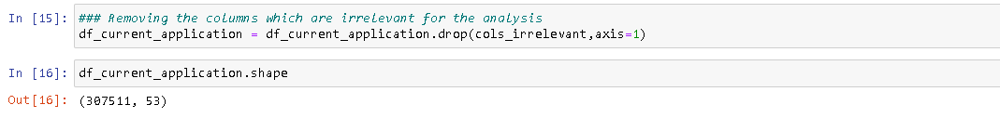 In [15]: ### Removing the columns which are irrelevant for the analysis
df_current_application = df_current_application.drop(cols_irrelevant,axis=1)
In [16]: df_current_application.shape
Out[16]: (307511, 53)